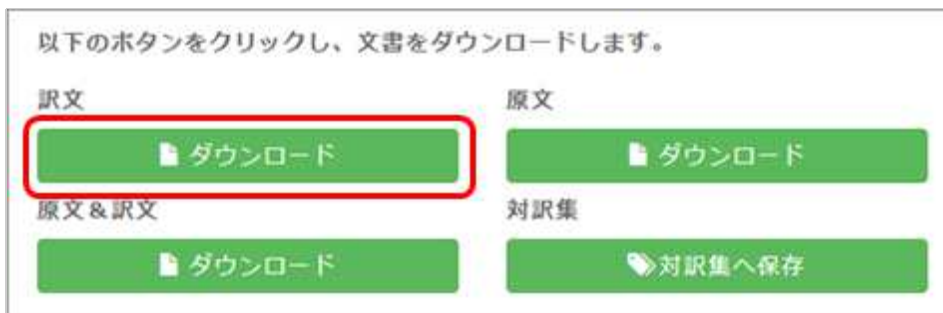 以下のボタンをクリックし、文書をダウンロードします。
訳文
原文
ダウンロード
ダウンロード
原文&訳文
対訳集
ダウンロード
対訳集へ保存